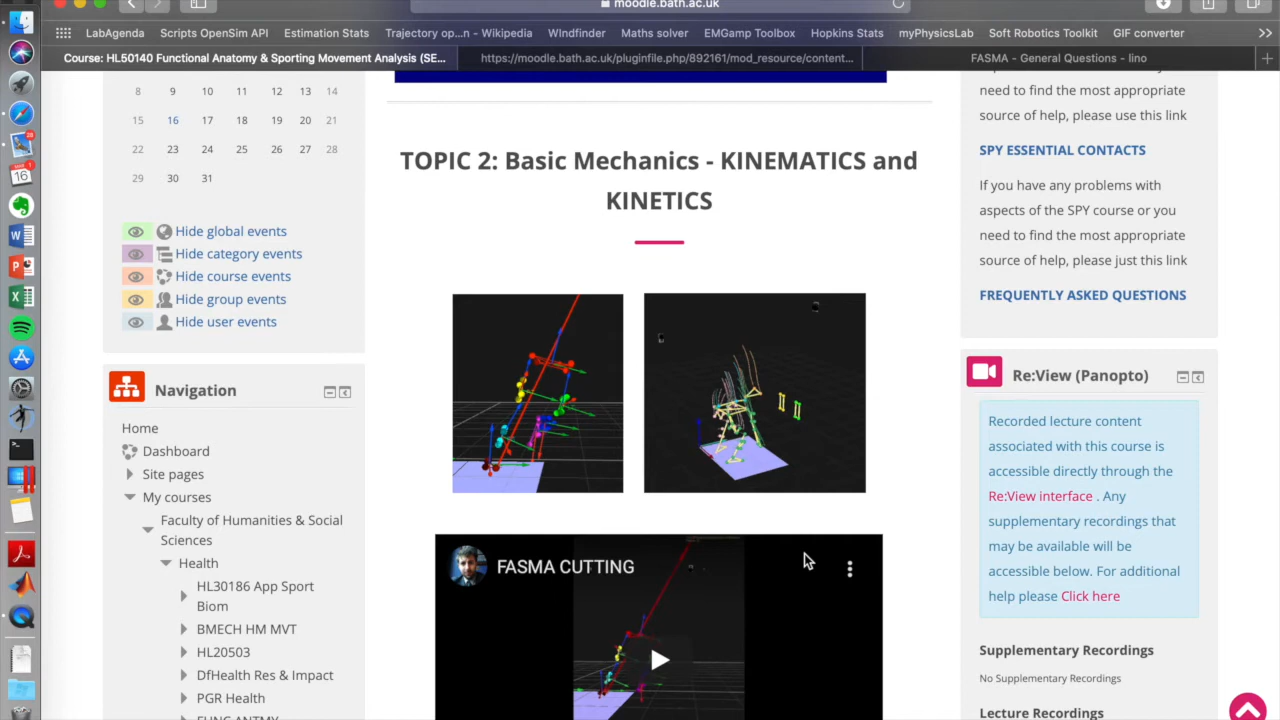 moodle.bath.ac.uk
LabAgenda Scripts OpenSim API Estimation Stats Trajectory op...n - Wikipedia WIndfinder Maths solver EMGamp Toolbox Hopkins Stats myPhysicsLab Soft Robotics Toolkit GIF converter
Course: HL50147 Functional Anatomy & Sporting Movement Analysis (SE... https://moodle.bath.ac.uk/pluginfile.php/892161/mod_resource/content... FASMA - General Questions - lino
8 9 10 11 12 13 14
15 16 17 18 19 20 21
22 23 24 25 26 27 28
29 30 31
Hide global events
Hide category events
Hide course events
Hide group events
Hide user events
Navigation
Home
Dashboard
Site pages
My courses
Faculty of Humanities & Social
Sciences
Health
HL30186 App Sport
Biom
BMECH HM MVT
HL20503
DHealth Res & Impact
TOPIC 2: Basic Mechanics - KINEMATICS and
KINETICS
FASMA CUTTING
need to find the most appropriate
source of help, please use this link
SPY ESSENTIAL CONTACTS
If you have any problem with
aspects of the SPY course or you
need to find the most appropriate
source of help, please just this link
FREQUENTLY ASKED QUESTIONS
Re:View (Panopto)
Recorded lecture content
associated with this course is
accessible directly through the
Re:View interface . Any
supplementary recordings that
may be available will be
accessible below. For additional
help please Click here
Supplementary Recordings
No Supplementary Recordings
Lecture Recordings